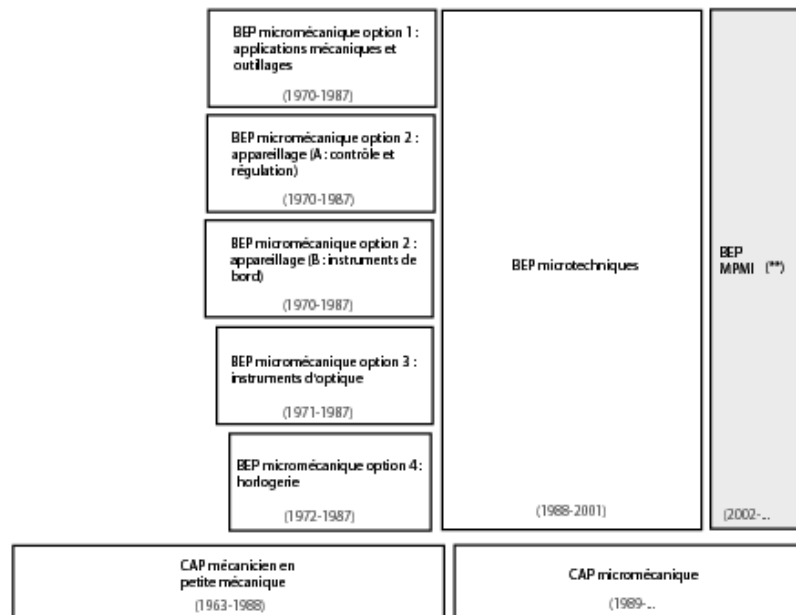 BEP micromécanique option 1 :
applications mécaniques et
outillages
(1970-1987)
BEP micromécanique option 2 :
appareillage (A : contrôle et
régulation)
(1970-1987)
BEP micromécanique option 2 :
appareillage (B : instruments de
bord)
(1970-1987)
BEP micromécanique option 3 :
instruments d'optique
(1971-1987)
BEP micromécanique option 4 :
horlogerie
(1972-1987)
BEP microtechniques
(1988-2001)
BEP
MPMI (**)
(2002-...
CAP mécanicien en
petite mécanique
(1963-1988)
CAP micromécanique
(1989-...